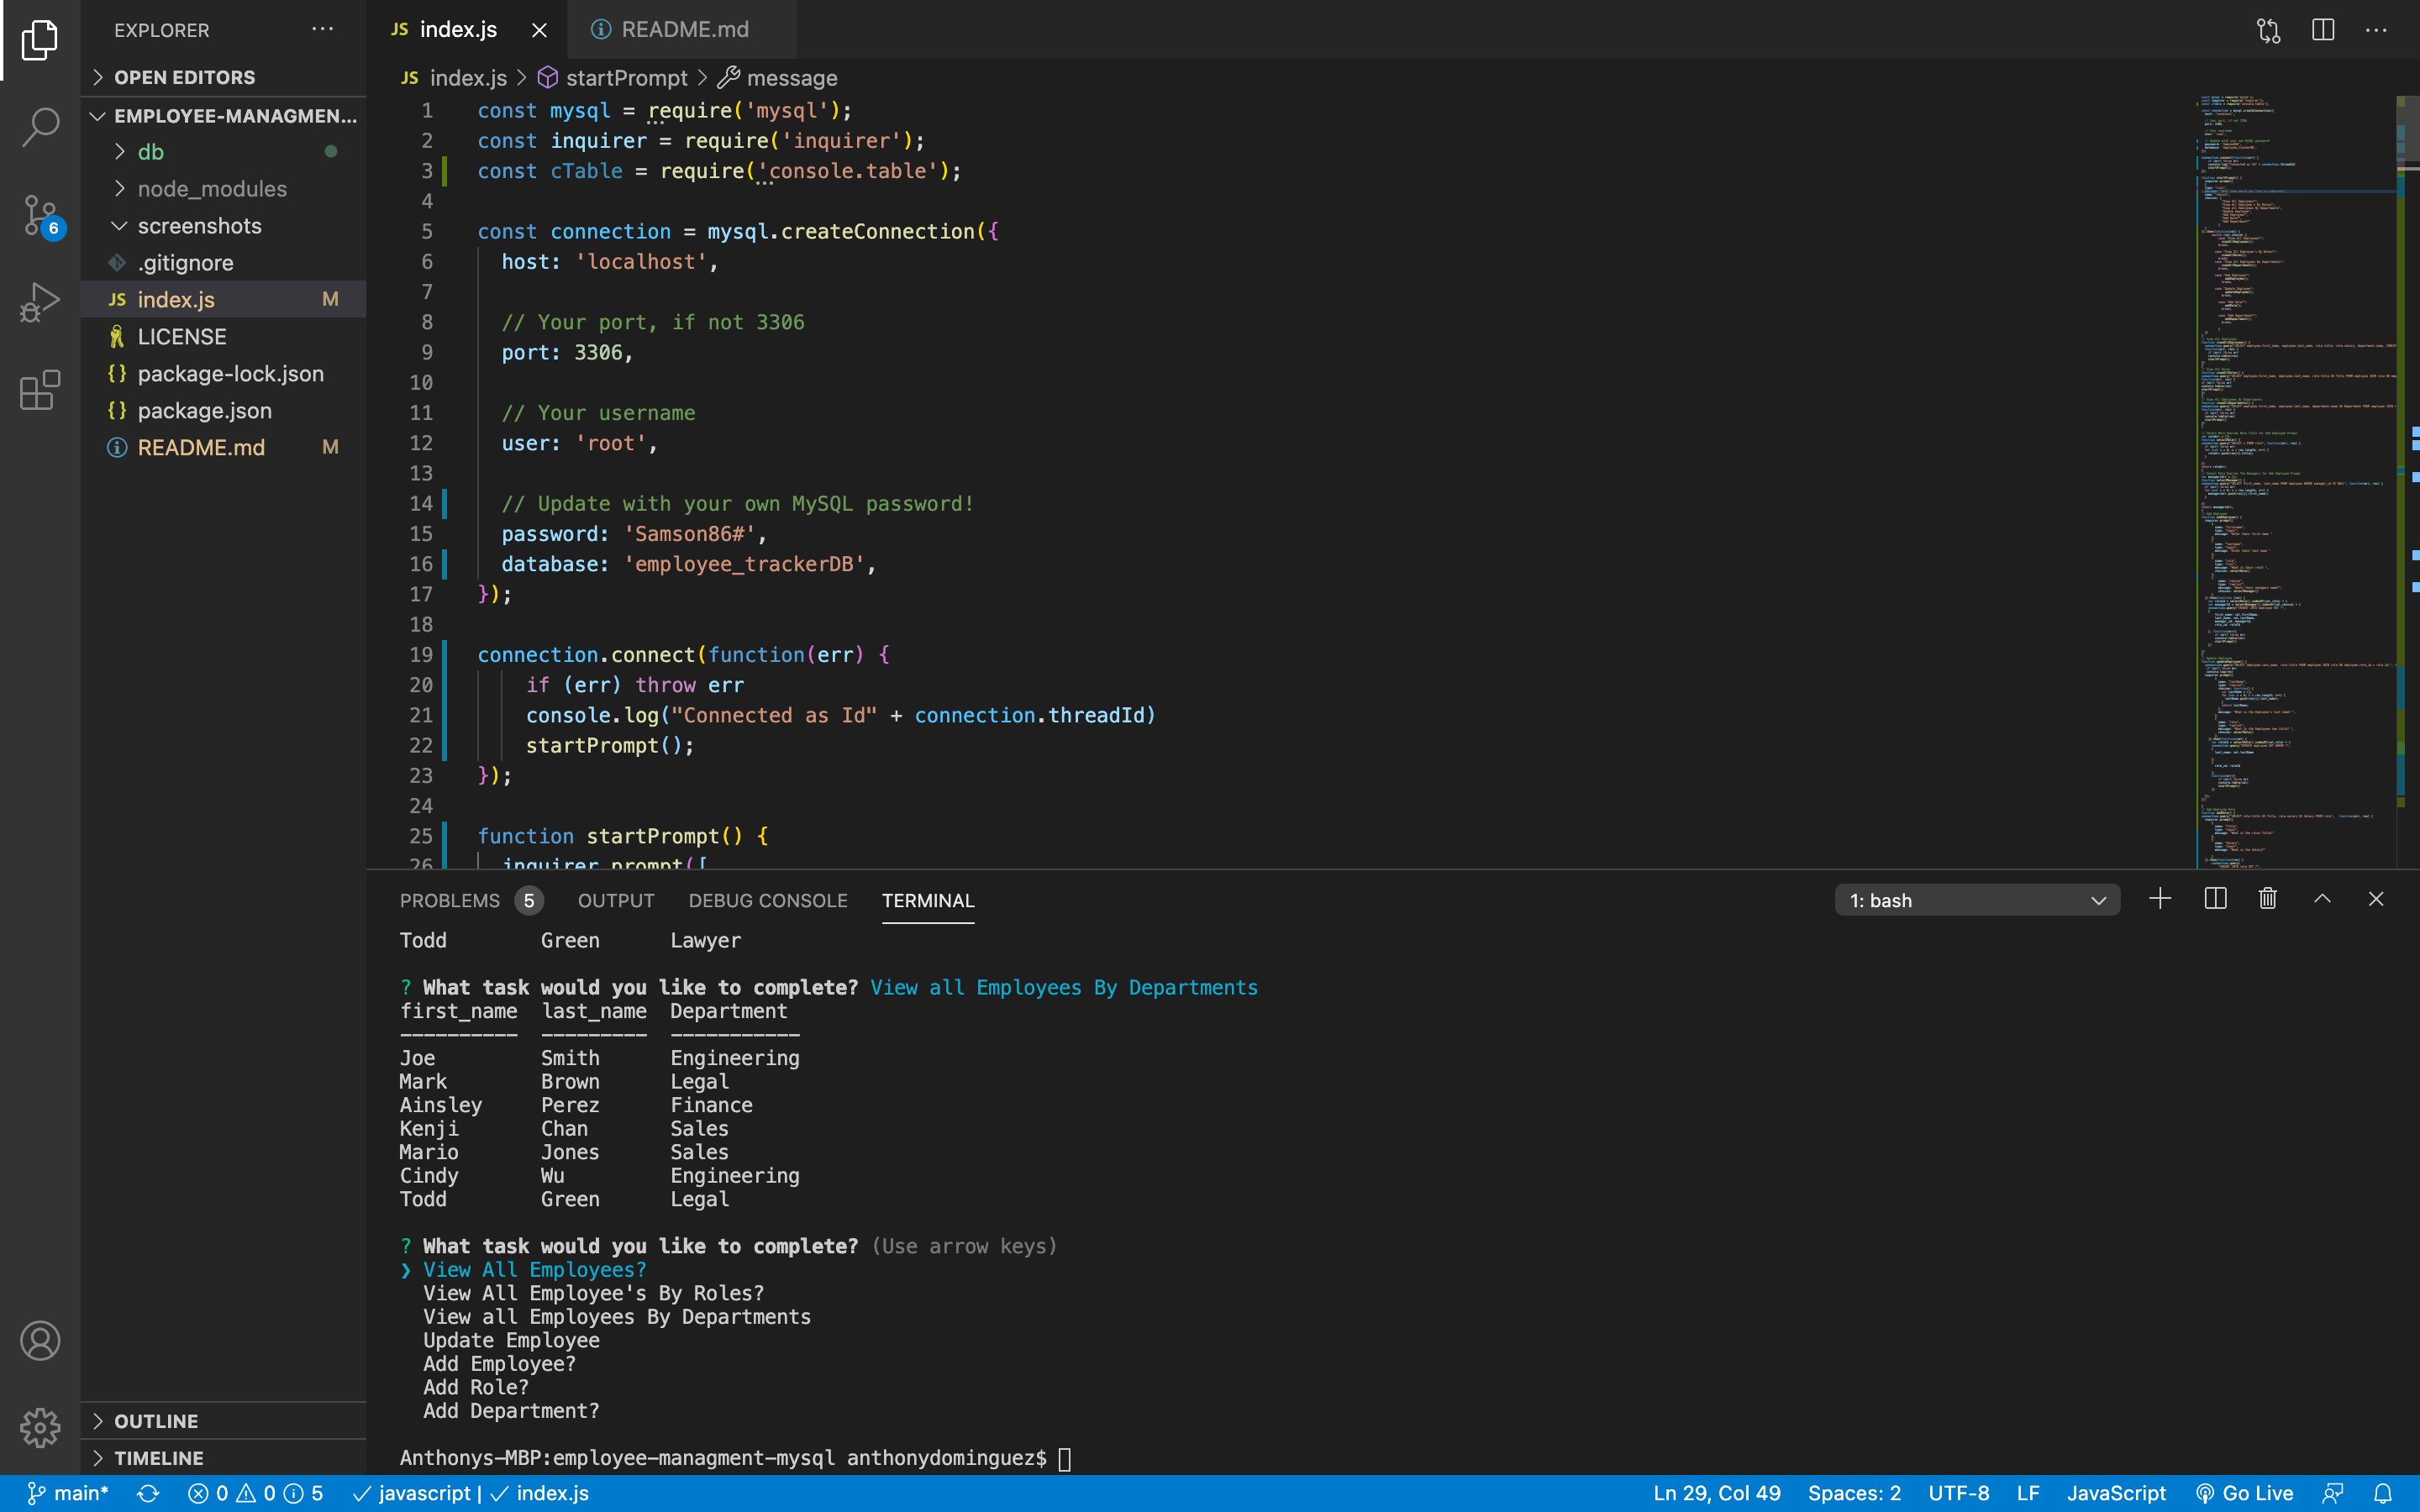 EXPLORER
OPEN EDITORS
EMPLOYEE-MANAGMEN...
db
node_modules
screenshots
.gitignore
JS index.js M
LICENSE
{} package-lock.json
{} package.json
README.md M
OUTLINE
TIMELINE
6
JS index.js
README.md
JS index.js > startPrompt > message
1 const mysql = require('mysql');
2 const inquirer = require('inquirer');
3 const cTable = require('console.table');
4
5 const connection = mysql.createConnection({
6 host: 'localhost',
7
8 // Your port, if not 3306
9 port: 3306,
10
11 // Your username
12 user: 'root',
13
14 // Update with your own MySQL password!
15 password: 'Samson86#',
16 database: 'employee_trackerDB',
17 });
18
19 connection.connect(function(err) {
20 if (err) throw err
21 console.log("Connected as Id" + connection.threadId)
22 startPrompt();
23 });
24
25 function startPrompt() {
26 inquirer.prompt([
PROBLEMS 5 OUTPUT DEBUG CONSOLE TERMINAL 1: bash
Todd Green Lawyer
? What task would you like to complete? View all Employees By Departments
first_name last_name Department
---------- --------- -----------
Joe Smith Engineering
Mark Brown Legal
Ainsley Perez Finance
Kenji Chan Sales
Mario Jones Sales
Cindy Wu Engineering
Todd Green Legal
? What task would you like to complete? (Use arrow keys)
❯ View All Employees?
View All Employee's By Roles?
View all Employees By Departments
Update Employee
Add Employee?
Add Role?
Add Department?
Anthonys-MBP:employee-managment-mysql anthonydominguez$
main* 0 0 5 javascript | index.js Ln 29, Col 49 Spaces: 2 UTF-8 LF JavaScript Go Live